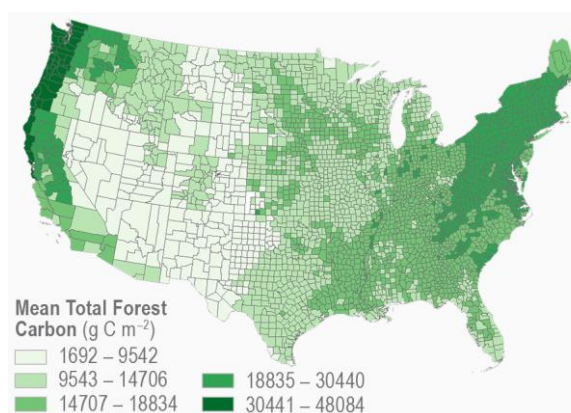 Mean Total Forest
Carbon (g C m⁻²)
1692 – 9542
9543 – 14706
14707 – 18834
18835 – 30440
30441 – 48084